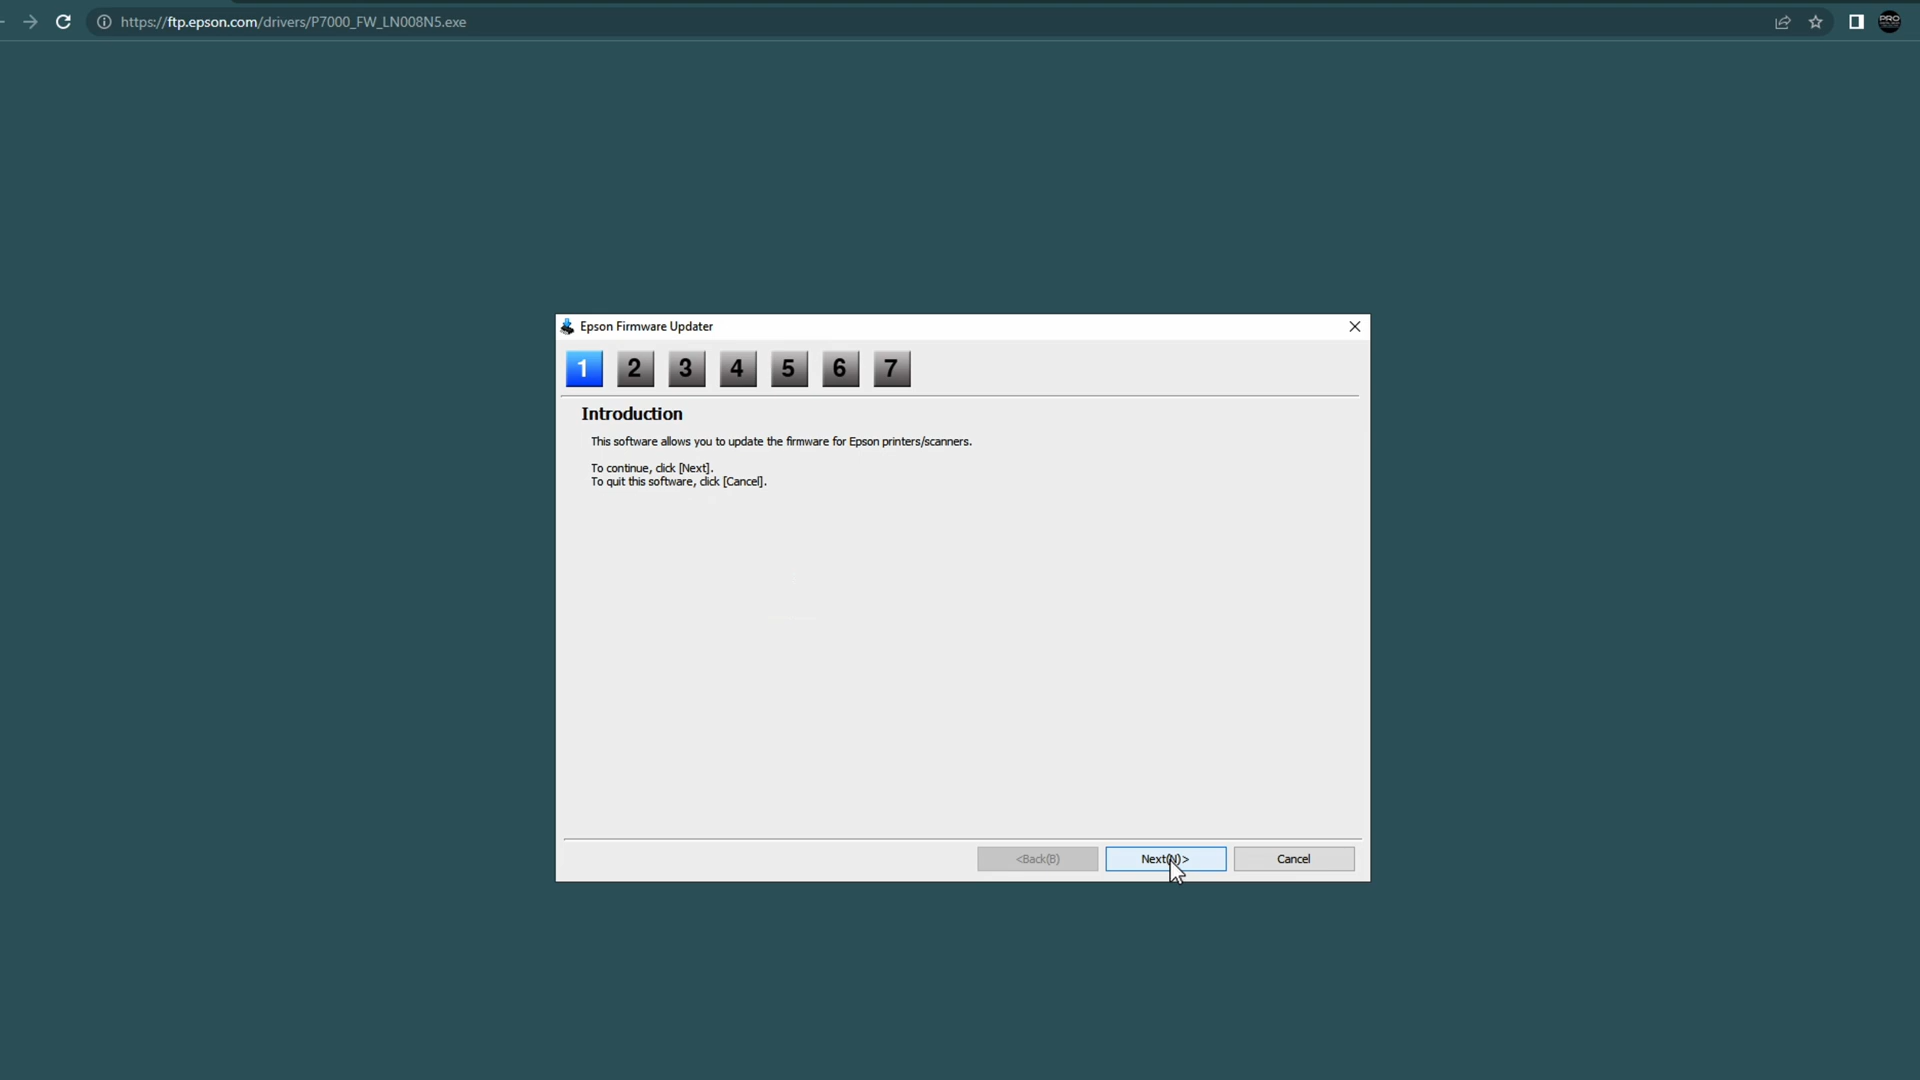 https://ftp.epson.com/drivers/P7000_FW_LN008N5.exe
PRO
Epson Firmware Updater
1 2 3 4 5 6 7
Introduction
This software allows you to update the firmware for Epson printers/scanners.
To continue, click [Next].
To quit this software, click [Cancel].
<Back(B) Next(N)> Cancel